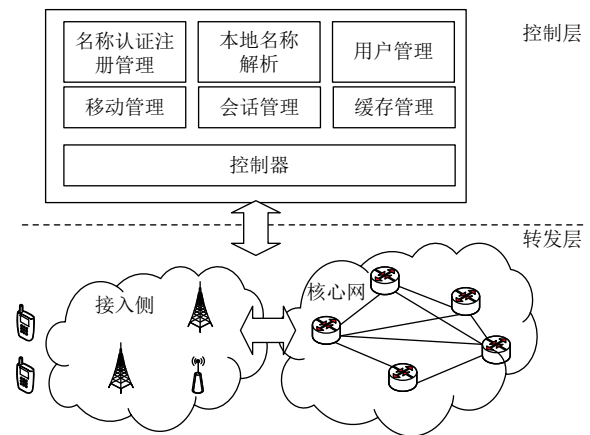 控制层
名称认证注
册管理
本地名称
解析
用户管理
移动管理
会话管理
缓存管理
控制器
转发层
接入侧
核心网